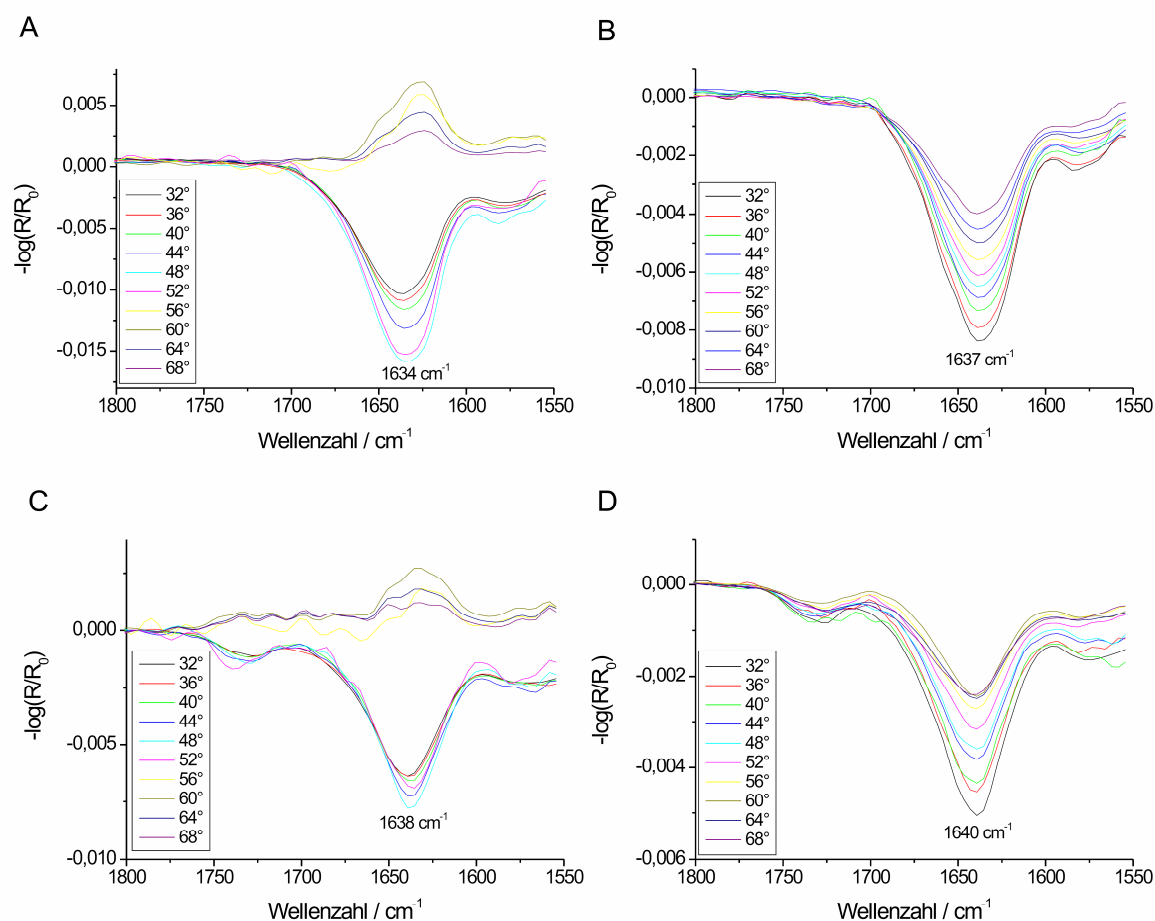 A
0,005
0,000
-0,005
-0,010
-0,015
-log(R/R0)
32°
36°
40°
44°
48°
52°
56°
60°
64°
68°
1634 cm-1
1800 1750 1700 1650 1600 1550
Wellenzahl / cm-1
B
0,000
-0,002
-0,004
-0,006
-0,008
-0,010
-log(R/R0)
32°
36°
40°
44°
48°
52°
56°
60°
64°
68°
1637 cm-1
1800 1750 1700 1650 1600 1550
Wellenzahl / cm-1
C
0,000
-0,005
-0,010
-log(R/R0)
32°
36°
40°
44°
48°
52°
56°
60°
64°
68°
1638 cm-1
1800 1750 1700 1650 1600 1550
Wellenzahl / cm-1
D
0,000
-0,002
-0,004
-0,006
-log(R/R0)
32°
36°
40°
44°
48°
52°
56°
60°
64°
68°
1640 cm-1
1800 1750 1700 1650 1600 1550
Wellenzahl / cm-1